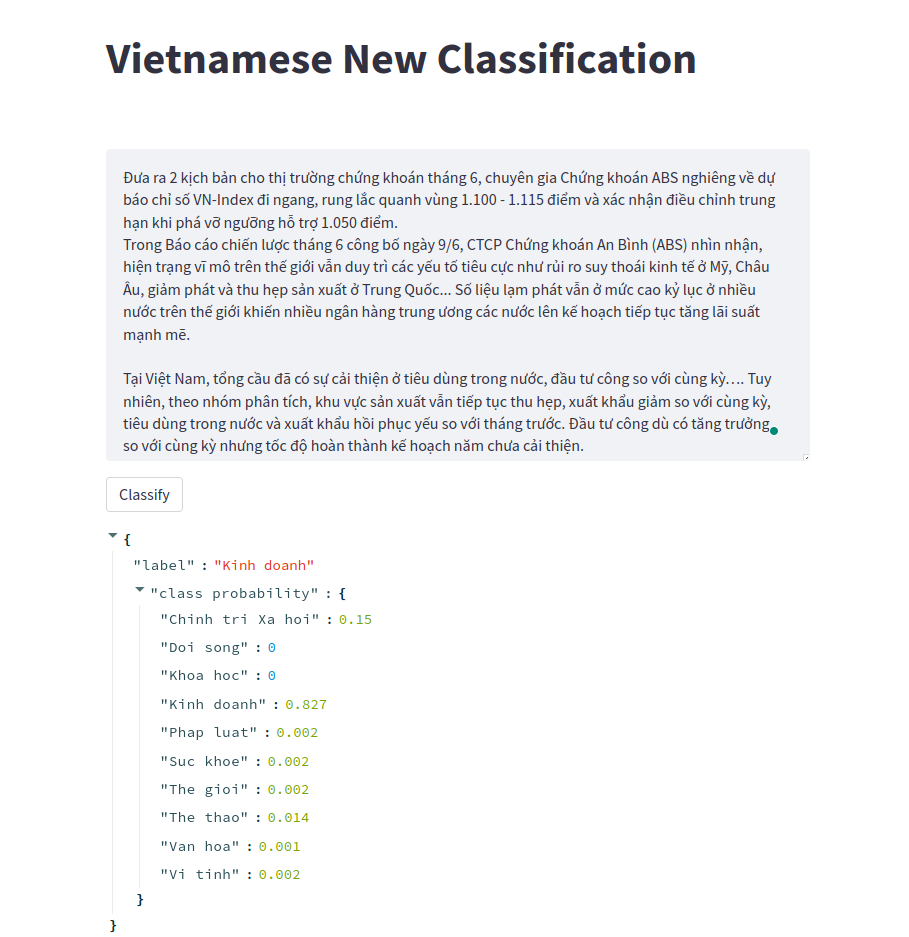 Vietnamese New Classification
Đưa ra 2 kịch bản cho thị trường chứng khoán tháng 6, chuyên gia Chứng khoán ABS nghiêng về dự
báo chỉ số VN-Index đi ngang, rung lắc quanh vùng 1.100 - 1.115 điểm và xác nhận điều chỉnh trung
hạn khi phá vỡ ngưỡng hỗ trợ 1.050 điểm.
Trong Báo cáo chiến lược tháng 6 công bố ngày 9/6, CTCP Chứng khoán An Bình (ABS) nhìn nhận,
hiện trạng vĩ mô trên thế giới vẫn duy trì các yếu tố tiêu cực như rủi ro suy thoái kinh tế ở Mỹ, Châu
Âu, giảm phát và thu hẹp sản xuất ở Trung Quốc... Số liệu lạm phát vẫn ở mức cao kỷ lục ở nhiều
nước trên thế giới khiến nhiều ngân hàng trung ương các nước lên kế hoạch tiếp tục tăng lãi suất
mạnh mẽ.
Tại Việt Nam, tổng cầu đã có sự cải thiện ở tiêu dùng trong nước, đầu tư công so với cùng kỳ…. Tuy
nhiên, theo nhóm phân tích, khu vực sản xuất vẫn tiếp tục thu hẹp, xuất khẩu giảm so với cùng kỳ,
tiêu dùng trong nước và xuất khẩu hồi phục yếu so với tháng trước. Đầu tư công dù có tăng trưởng
so với cùng kỳ nhưng tốc độ hoàn thành kế hoạch năm chưa cải thiện.
Classify
{
"label" : "Kinh doanh"
"class probability" : {
"Chinh tri Xa hoi" : 0.15
"Doi song" : 0
"Khoa hoc" : 0
"Kinh doanh" : 0.827
"Phap luat" : 0.002
"Suc khoe" : 0.002
"The gioi" : 0.002
"The thao" : 0.014
"Van hoa" : 0.001
"Vi tinh" : 0.002
}
}